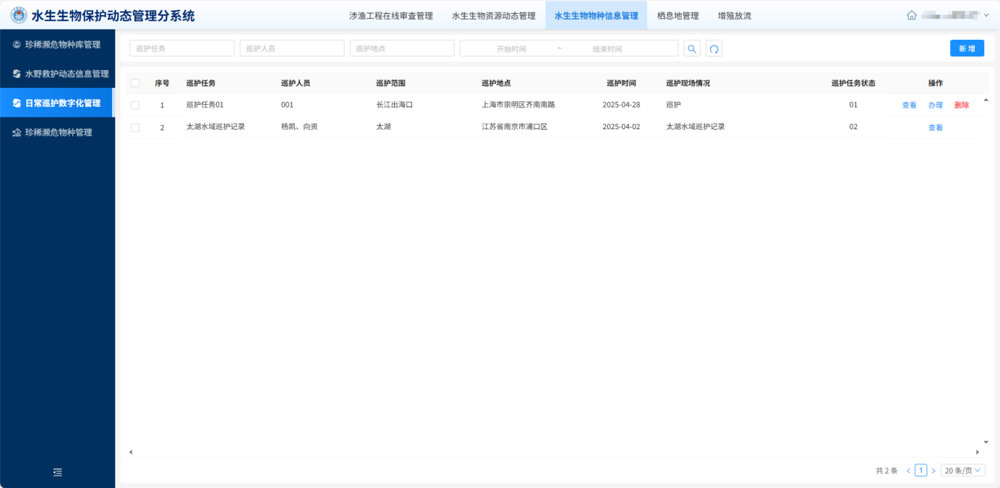 水生生物保护动态管理分系统
涉渔工程在线审查管理 水生生物资源动态管理 水生生物物种信息管理 栖息地管理 增殖放流
珍稀濒危物种库管理
水野救护动态信息管理
日常巡护数字化管理
珍稀濒危物种管理
巡护任务 巡护人员 巡护地点 开始时间 ~ 结束时间 新增
序号 巡护任务 巡护人员 巡护范围 巡护地点 巡护时间 巡护现场情况 巡护任务状态 操作
1 巡护任务01 001 长江出海口 上海市崇明区齐南南路 2025-04-28 巡护 01 查看 办理 删除
2 太湖水域巡护记录 杨凯、向资 太湖 江苏省南京市浦口区 2025-04-02 太湖水域巡护记录 02 查看
共 2 条 < 1 > 20 条/页